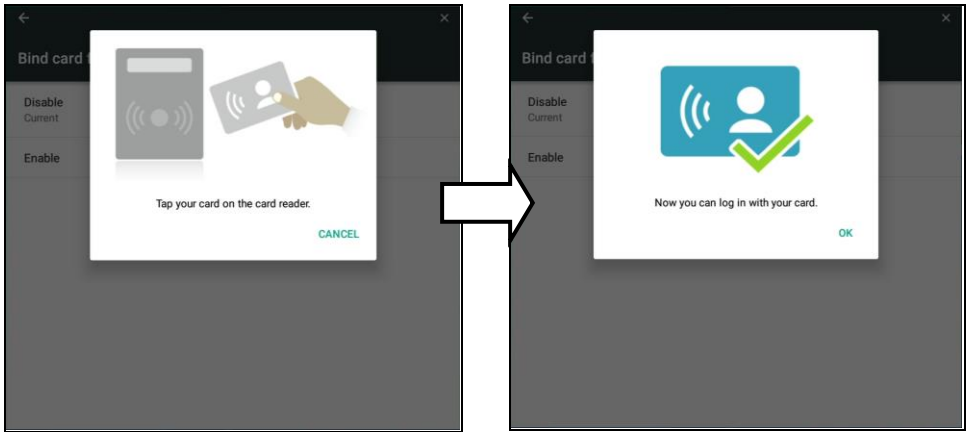 Bind card
Disable
Current
Enable
Tap your card on the card reader.
CANCEL
Bind card
Disable
Current
Enable
Now you can log in with your card.
OK